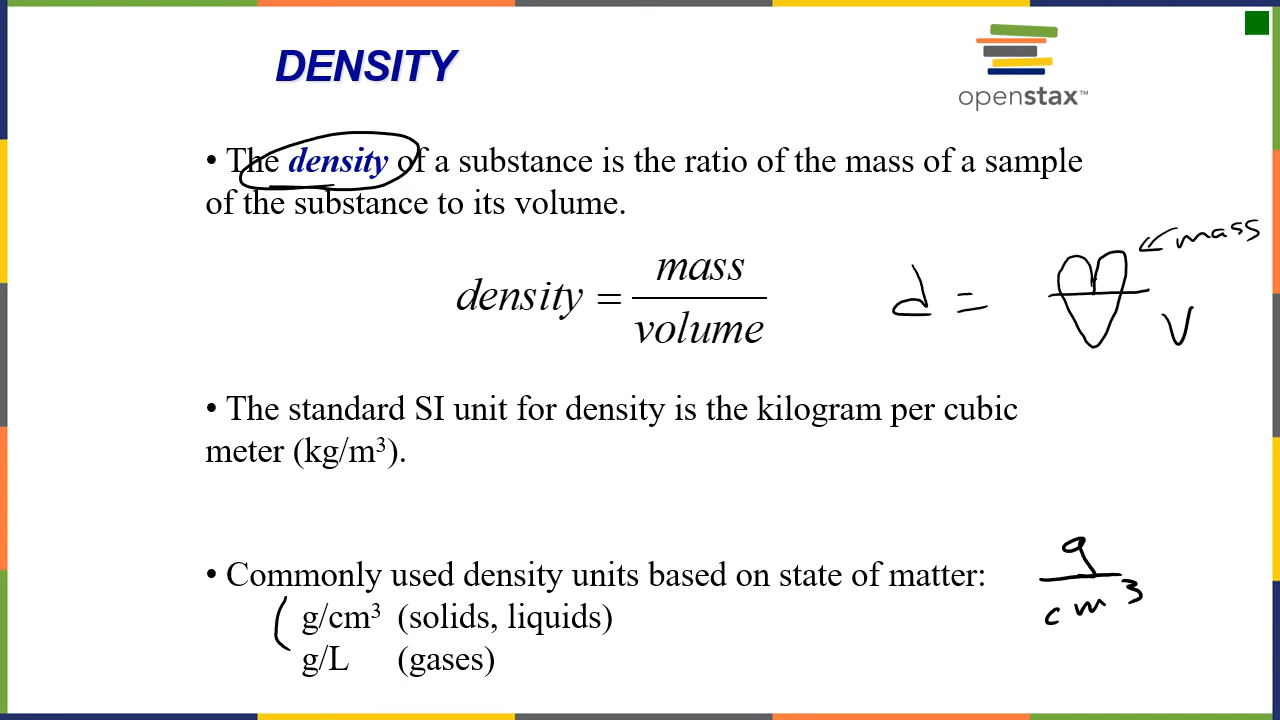 DENSITY
openstax™
• The density of a substance is the ratio of the mass of a sample
of the substance to its volume.
density = mass / volume
d = m / V
mass
V
• The standard SI unit for density is the kilogram per cubic
meter (kg/m³).
• Commonly used density units based on state of matter:
g/cm³ (solids, liquids)
g/L (gases)
g / cm³